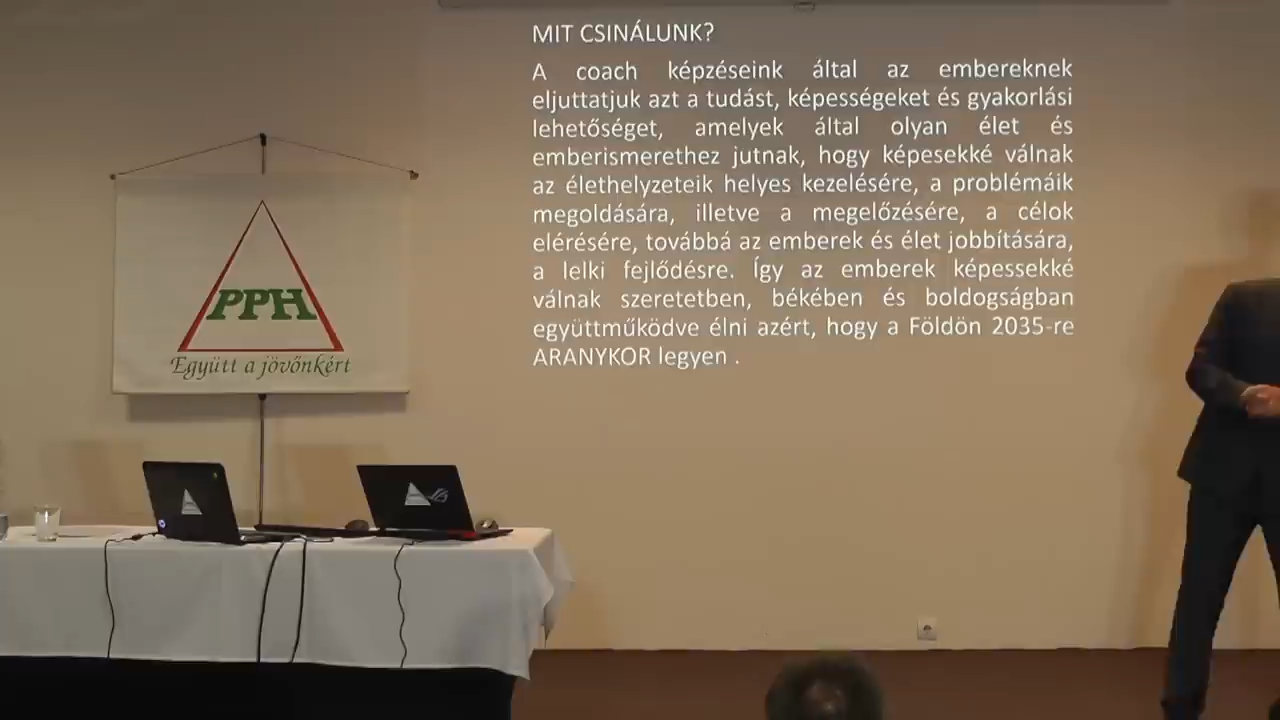 MIT CSINÁLUNK?
A coach képzéseink által az embereknek
eljuttatjuk azt a tudást, képességeket és gyakorlási
lehetőséget, amelyek által olyan élet és
emberismerethez jutnak, hogy képesekké válnak
az élethelyzeteik helyes kezelésére, a problémáik
megoldására, illetve a megelőzésére, a célok
elérésére, továbbá az emberek és élet jobbítására,
a lelki fejlődésre. Így az emberek képessekké
válnak szeretetben, békében és boldogságban
együttműködve élni azért, hogy a Földön 2035-re
ARANYKOR legyen .
PPH
Együtt a jövőnkért